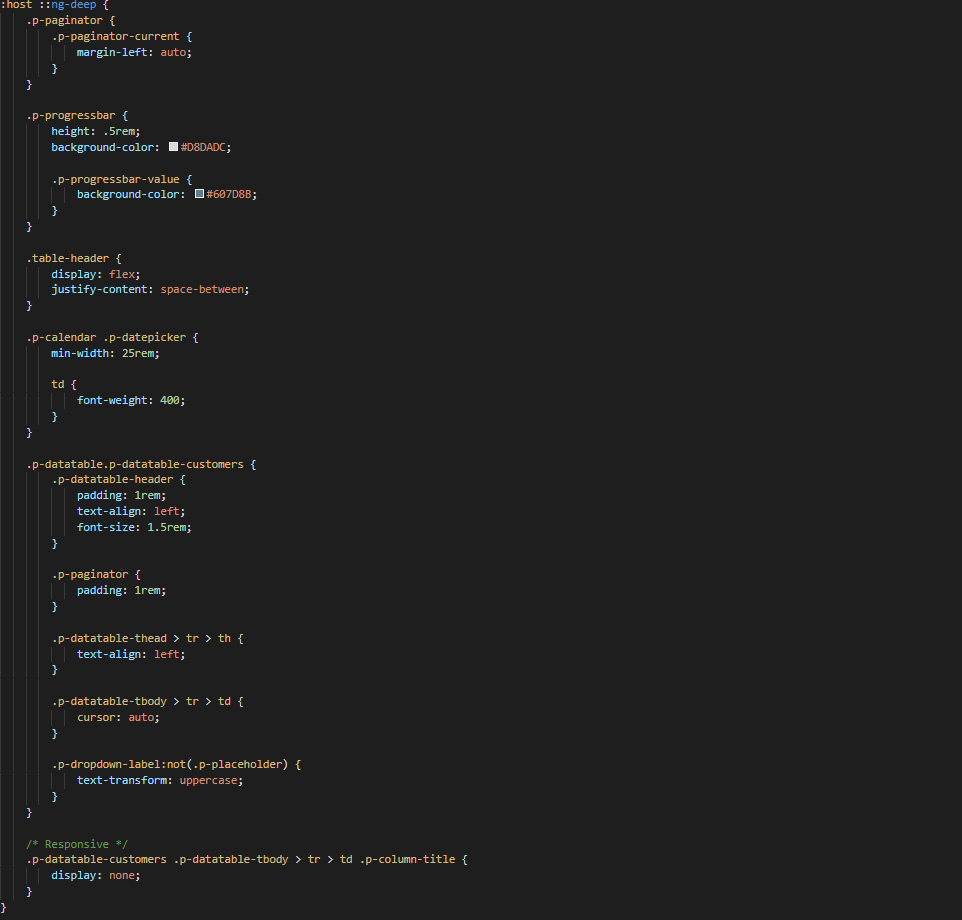 :host ::ng-deep {
    .p-paginator {
        .p-paginator-current {
            margin-left: auto;
        }
    }

    .p-progressbar {
        height: .5rem;
        background-color: #D8DADC;

        .p-progressbar-value {
            background-color: #607D8B;
        }
    }

    .table-header {
        display: flex;
        justify-content: space-between;
    }

    .p-calendar .p-datepicker {
        min-width: 25rem;

        td {
            font-weight: 400;
        }
    }

    .p-datatable.p-datatable-customers {
        .p-datatable-header {
            padding: 1rem;
            text-align: left;
            font-size: 1.5rem;
        }

        .p-paginator {
            padding: 1rem;
        }

        .p-datatable-thead > tr > th {
            text-align: left;
        }

        .p-datatable-tbody > tr > td {
            cursor: auto;
        }

        .p-dropdown-label:not(.p-placeholder) {
            text-transform: uppercase;
        }
    }

    /* Responsive */
    .p-datatable-customers .p-datatable-tbody > tr > td .p-column-title {
        display: none;
    }
}